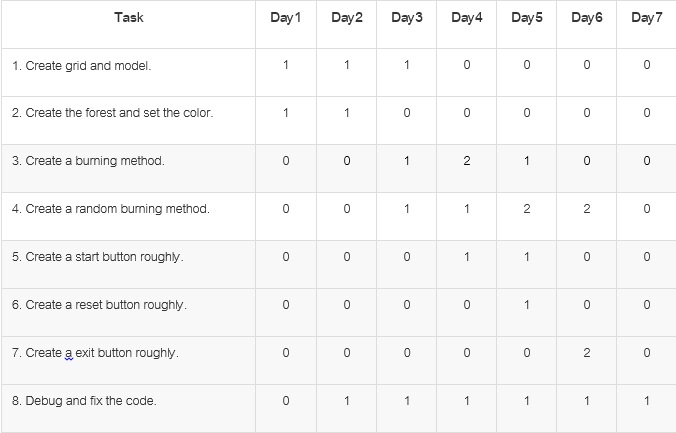 Task Day1 Day2 Day3 Day4 Day5 Day6 Day7
1. Create grid and model. 1 1 1 0 0 0 0
2. Create the forest and set the color. 1 1 0 0 0 0 0
3. Create a burning method. 0 0 1 2 1 0 0
4. Create a random burning method. 0 0 1 1 2 2 0
5. Create a start button roughly. 0 0 0 1 1 0 0
6. Create a reset button roughly. 0 0 0 0 1 0 0
7. Create a exit button roughly. 0 0 0 0 0 2 0
8. Debug and fix the code. 0 1 1 1 1 1 1